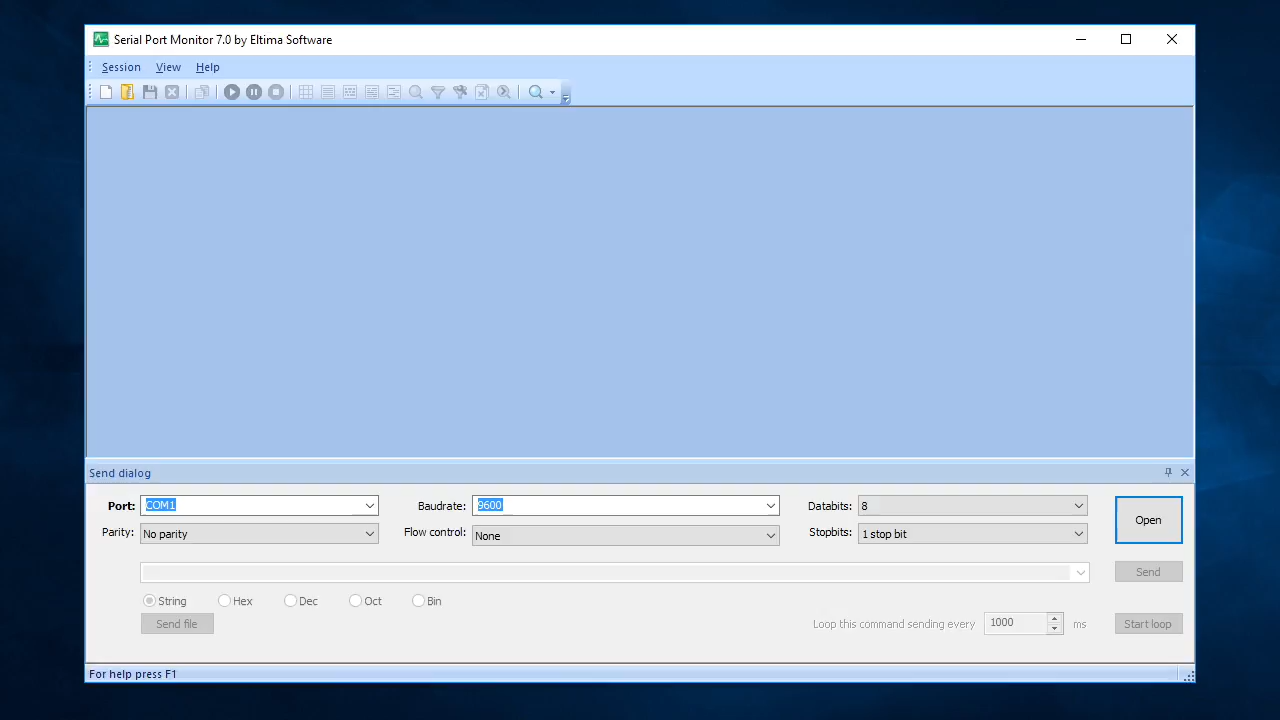 Serial Port Monitor 7.0 by Eltima Software
Session View Help
Send dialog
Port: COM1 Baudrate: 9600 Databits: 8 Open
Parity: No parity Flow control: None Stopbits: 1 stop bit
Send
String Hex Dec Oct Bin
Send file Loop this command sending every 1000 ms Start loop
For help press F1